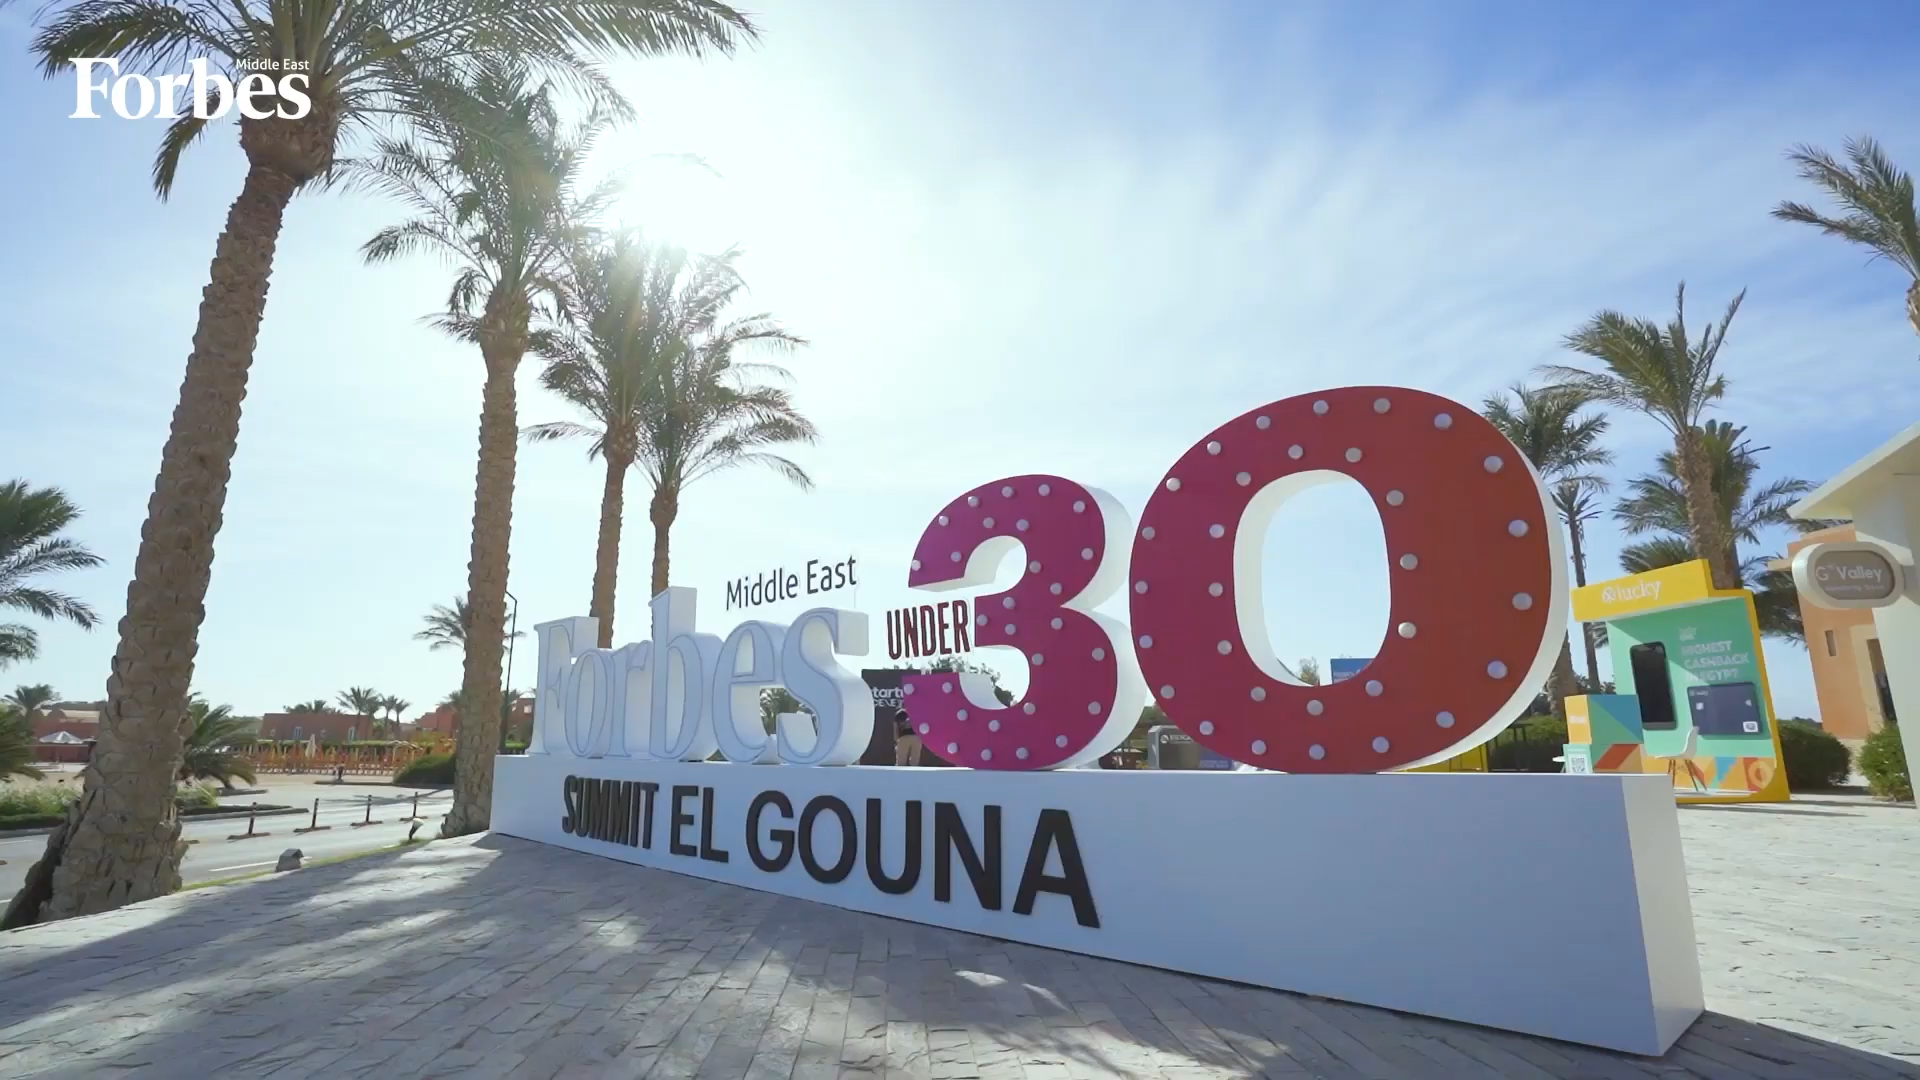 Middle East
Forbes
Middle East
Forbes
UNDER
30
SUMMIT EL GOUNA
lucky
HIGHEST
CASHBACK
IN EGYPT
G Valley